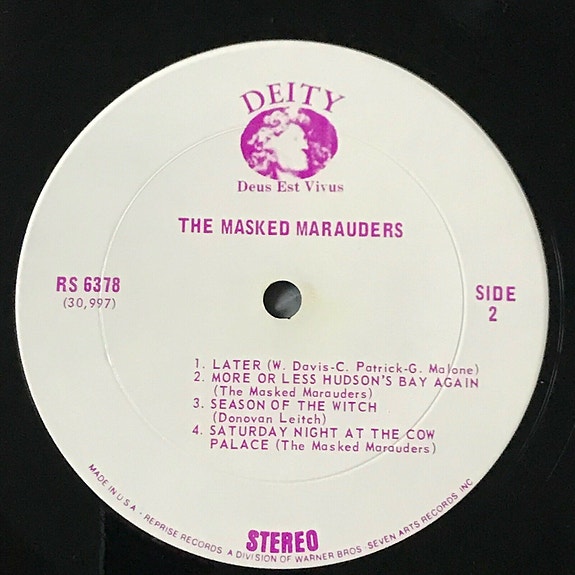 DEITY
Deus Est Vivus
THE MASKED MARAUDERS
RS 6378
(30,997)
SIDE
2
1. LATER (W. Davis-C. Patrick-G. Malone)
2. MORE OR LESS HUDSON'S BAY AGAIN
(The Masked Marauders)
3. SEASON OF THE WITCH
(Donovan Leitch)
4. SATURDAY NIGHT AT THE COW
PALACE (The Masked Marauders)
STEREO
MADE IN U.S.A. · REPRISE RECORDS, A DIVISION OF WARNER BROS.-SEVEN ARTS RECORDS, INC.